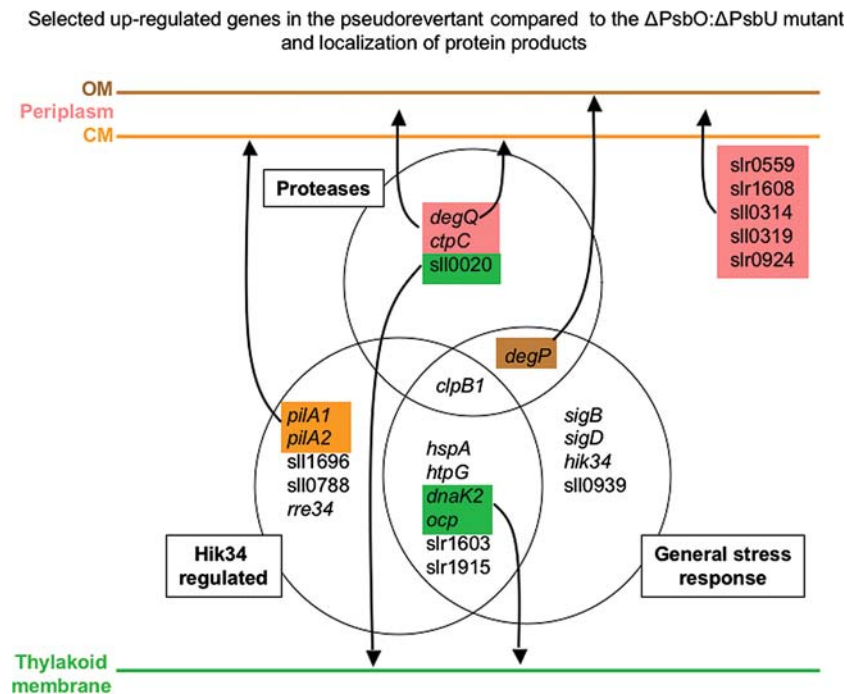 Selected up-regulated genes in the pseudorevertant compared to the ΔPsbO:ΔPsbU mutant
and localization of protein products
OM
Periplasm
CM
Proteases
degQ
ctpC
sll0020
slr0559
slr1608
sll0314
sll0319
slr0924
degP
clpB1
pilA1
pilA2
sll1696
sll0788
rre34
hspA
htpG
dnaK2
ocp
slr1603
slr1915
sigB
sigD
hik34
sll0939
Hik34
regulated
General stress
response
Thylakoid
membrane